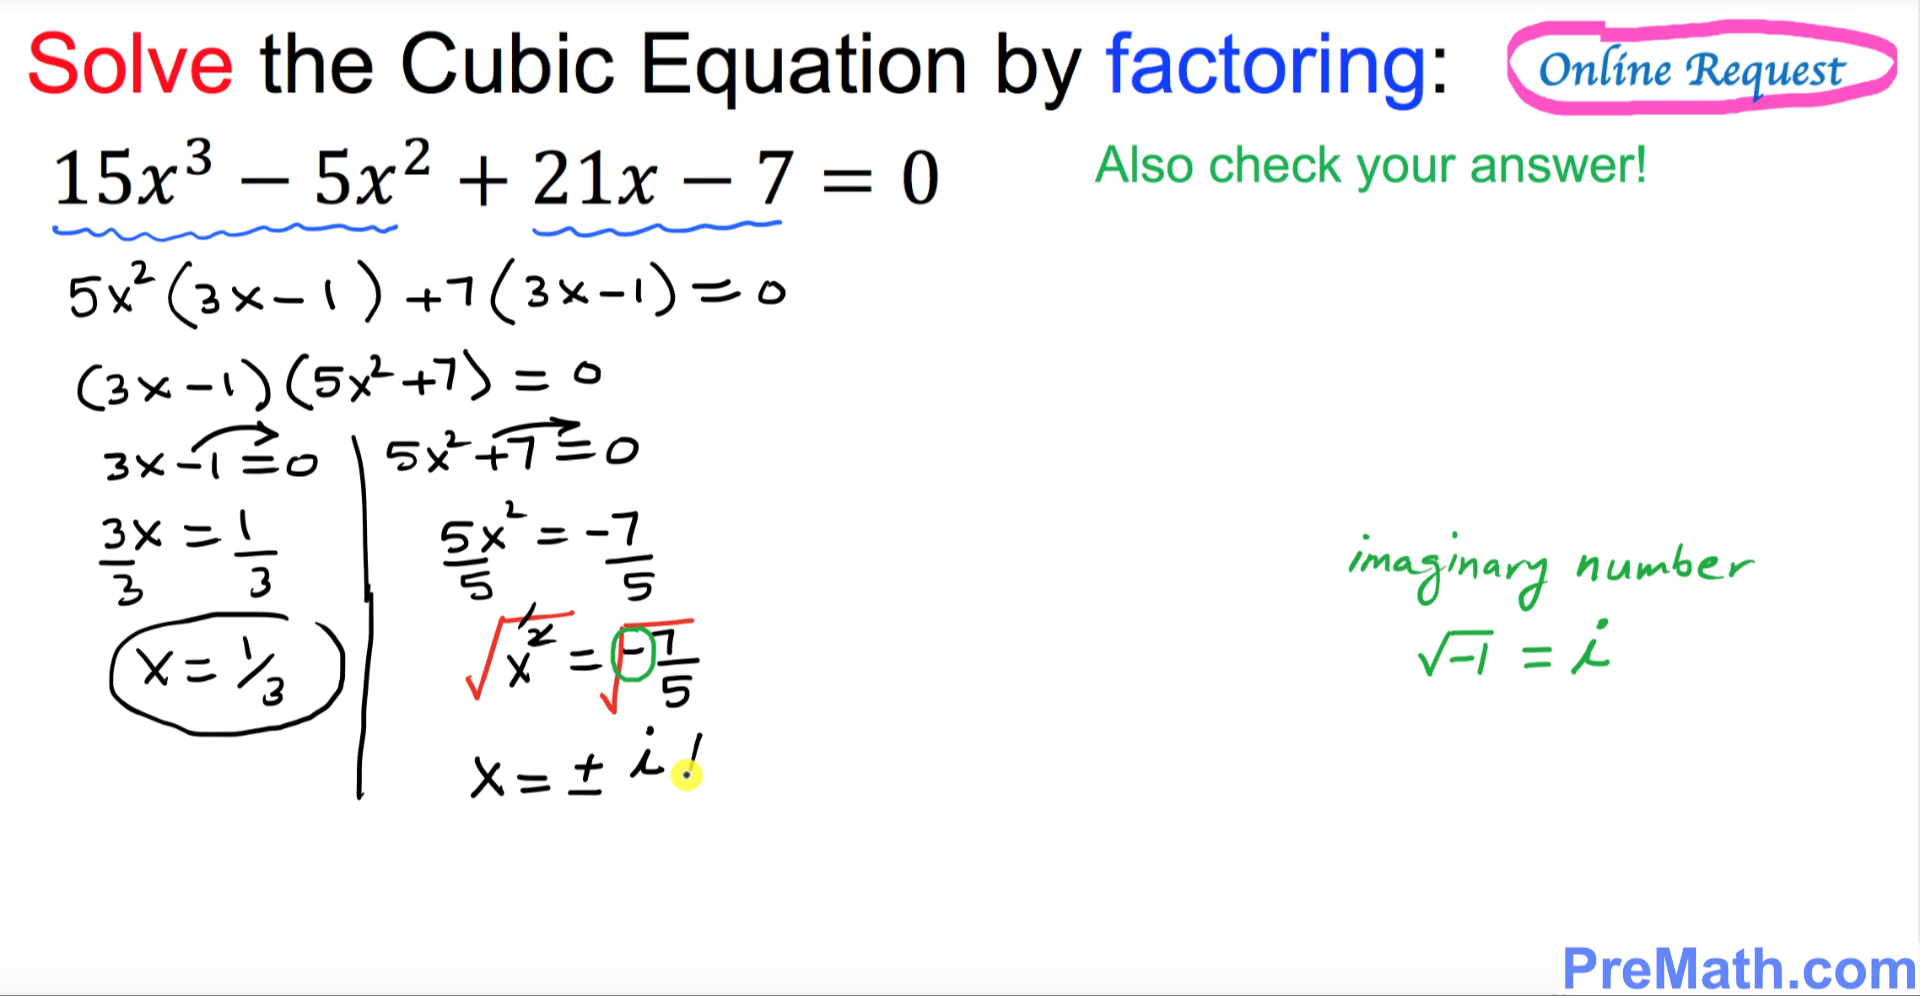 Solve the Cubic Equation by factoring:
Online Request
15x³ − 5x² + 21x − 7 = 0
Also check your answer!
5x²(3x−1)+7(3x−1)=0
(3x−1)(5x²+7)=0
3x−1=0
3x/3=1/3
x=1/3
5x²+7=0
5x²/5=-7/5
√x²=√-7/5
x=± i
imaginary number
√-1 = i
PreMath.com